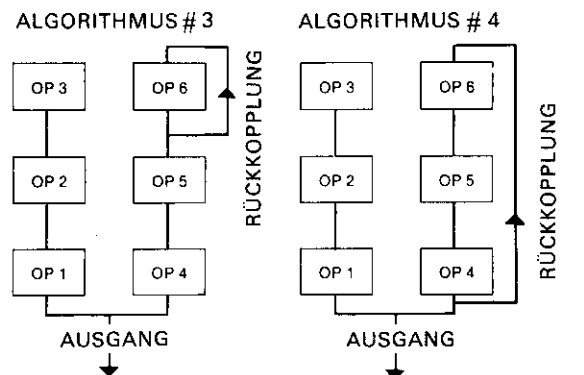 ALGORITHMUS # 3
OP 3
OP 6
OP 2
OP 5
OP 1
OP 4
RÜCKKOPPLUNG
AUSGANG
ALGORITHMUS # 4
OP 3
OP 6
OP 2
OP 5
OP 1
OP 4
RÜCKKOPPLUNG
AUSGANG